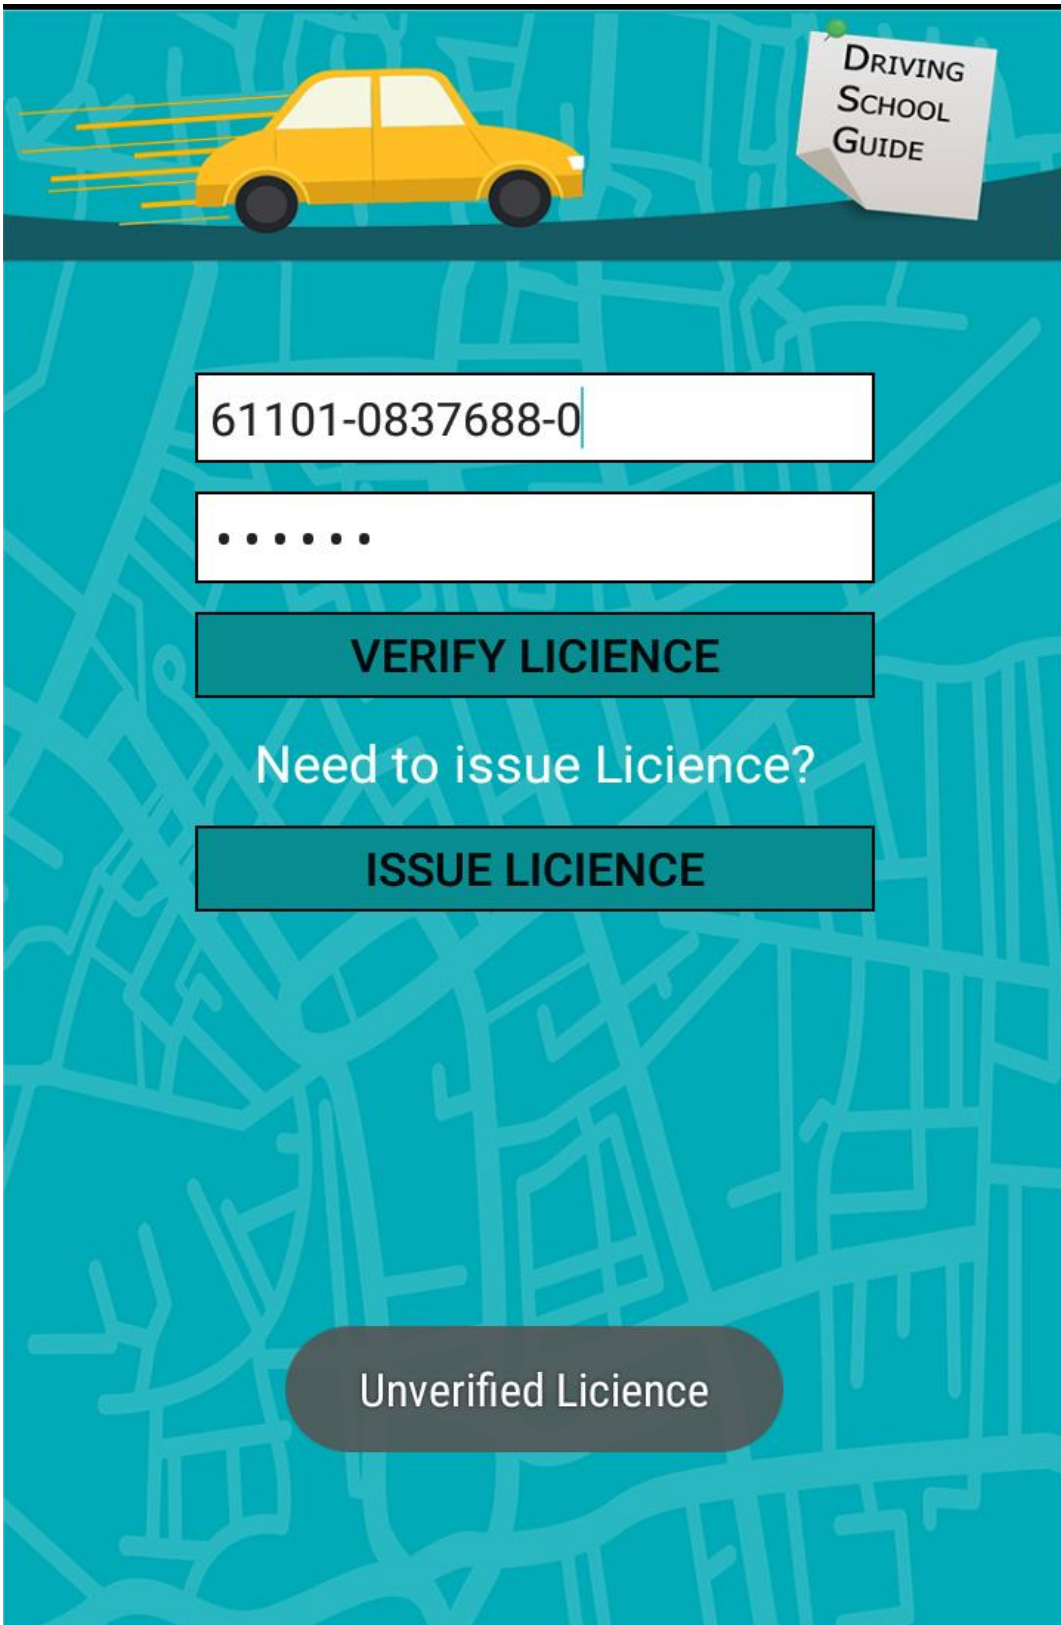 DRIVING
SCHOOL
GUIDE
61101-0837688-0
••••••
VERIFY LICIENCE
Need to issue Licience?
ISSUE LICIENCE
Unverified Licience